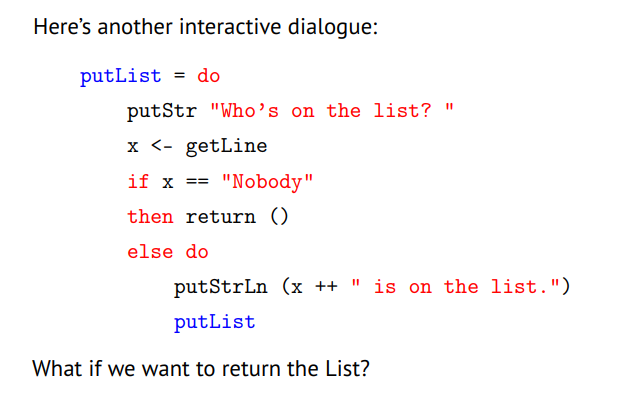 Here’s another interactive dialogue:
putList = do
putStr "Who’s on the list? "
x <- getLine
if x == "Nobody"
then return ()
else do
putStrLn (x ++ " is on the list.")
putList
What if we want to return the List?